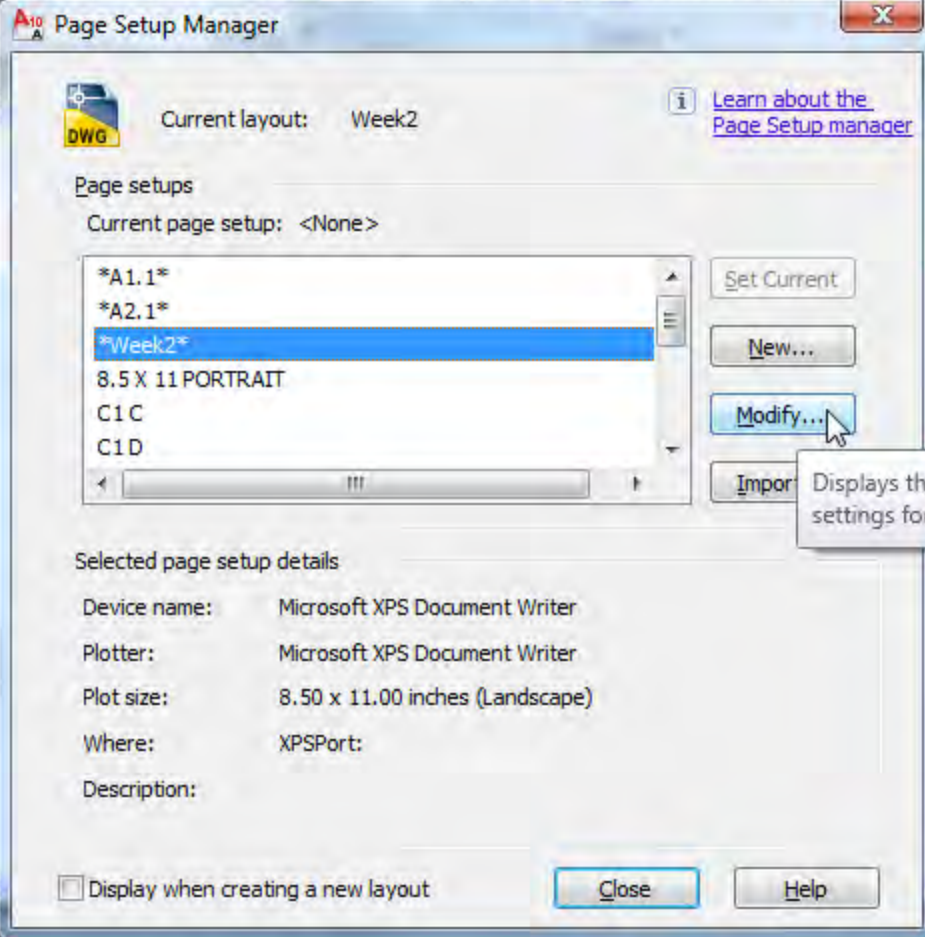 A10 A Page Setup Manager
DWG
Current layout: Week2
i Learn about the
Page Setup manager
Page setups
Current page setup: <None>
*A1.1*
*A2.1*
*Week2*
8.5 X 11 PORTRAIT
C1 C
C1 D
Set Current
New...
Modify...
Impor
Displays th
settings fo
Selected page setup details
Device name: Microsoft XPS Document Writer
Plotter: Microsoft XPS Document Writer
Plot size: 8.50 x 11.00 inches (Landscape)
Where: XPSPort:
Description:
Display when creating a new layout
Close
Help